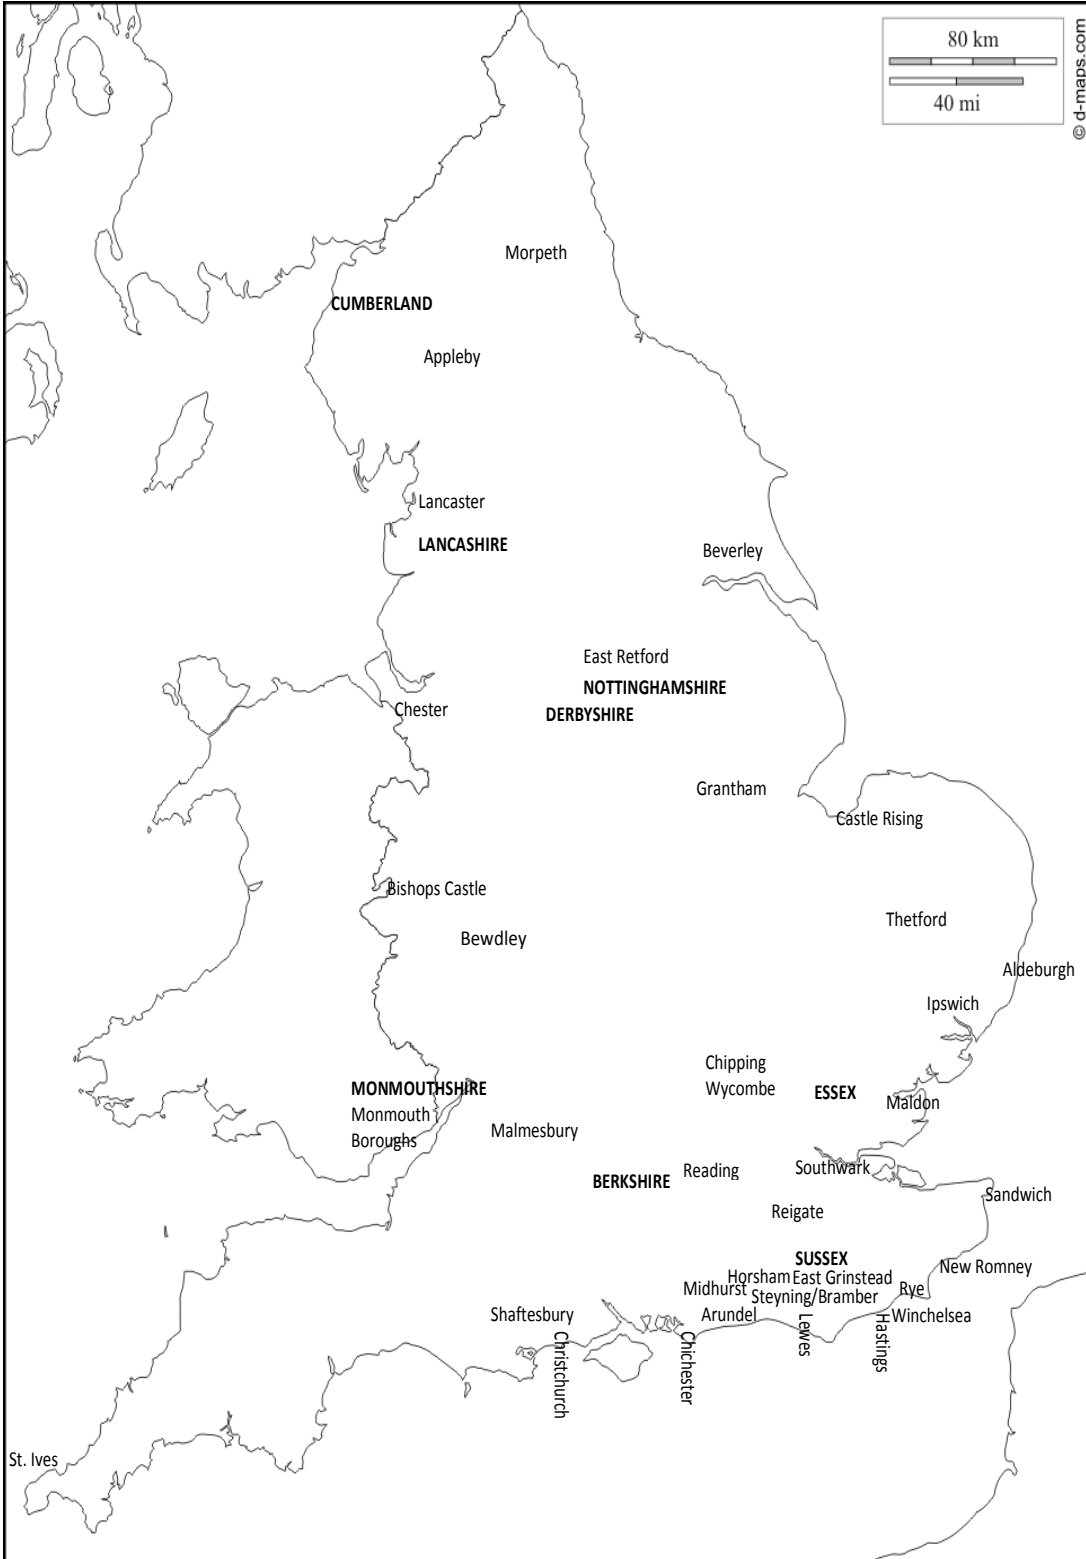 80 km
40 mi
© d-maps.com
Morpeth
CUMBERLAND
Appleby
Lancaster
LANCASHIRE
Beverley
East Retford
NOTTINGHAMSHIRE
Chester
DERBYSHIRE
Grantham
Castle Rising
Bishops Castle
Thetford
Bewdley
Aldeburgh
Ipswich
Chipping
Wycombe
MONMOUTHSHIRE
ESSEX
Maldon
Monmouth
Boroughs
Malmesbury
Southwark
Reading
BERKSHIRE
Sandwich
Reigate
SUSSEX
New Romney
Horsham
East Grinstead
Midhurst
Rye
Steyning/Bramber
Shaftesbury
Arundel
Winchelsea
Lewes
Hastings
Christchurch
Chichester
St. Ives